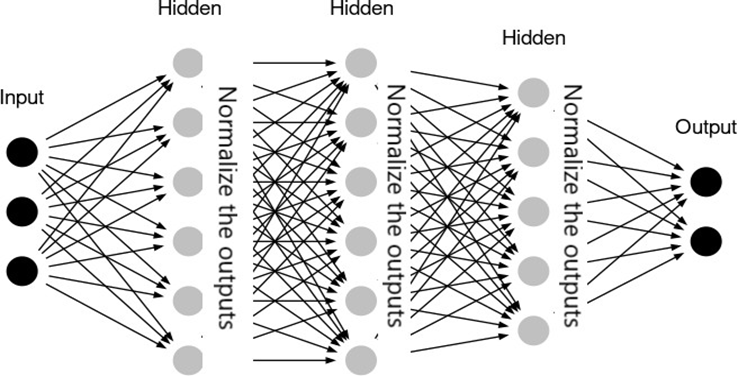 Hidden
Hidden
Hidden
Input
Output
Normalize the outputs
Normalize the outputs
Normalize the outputs